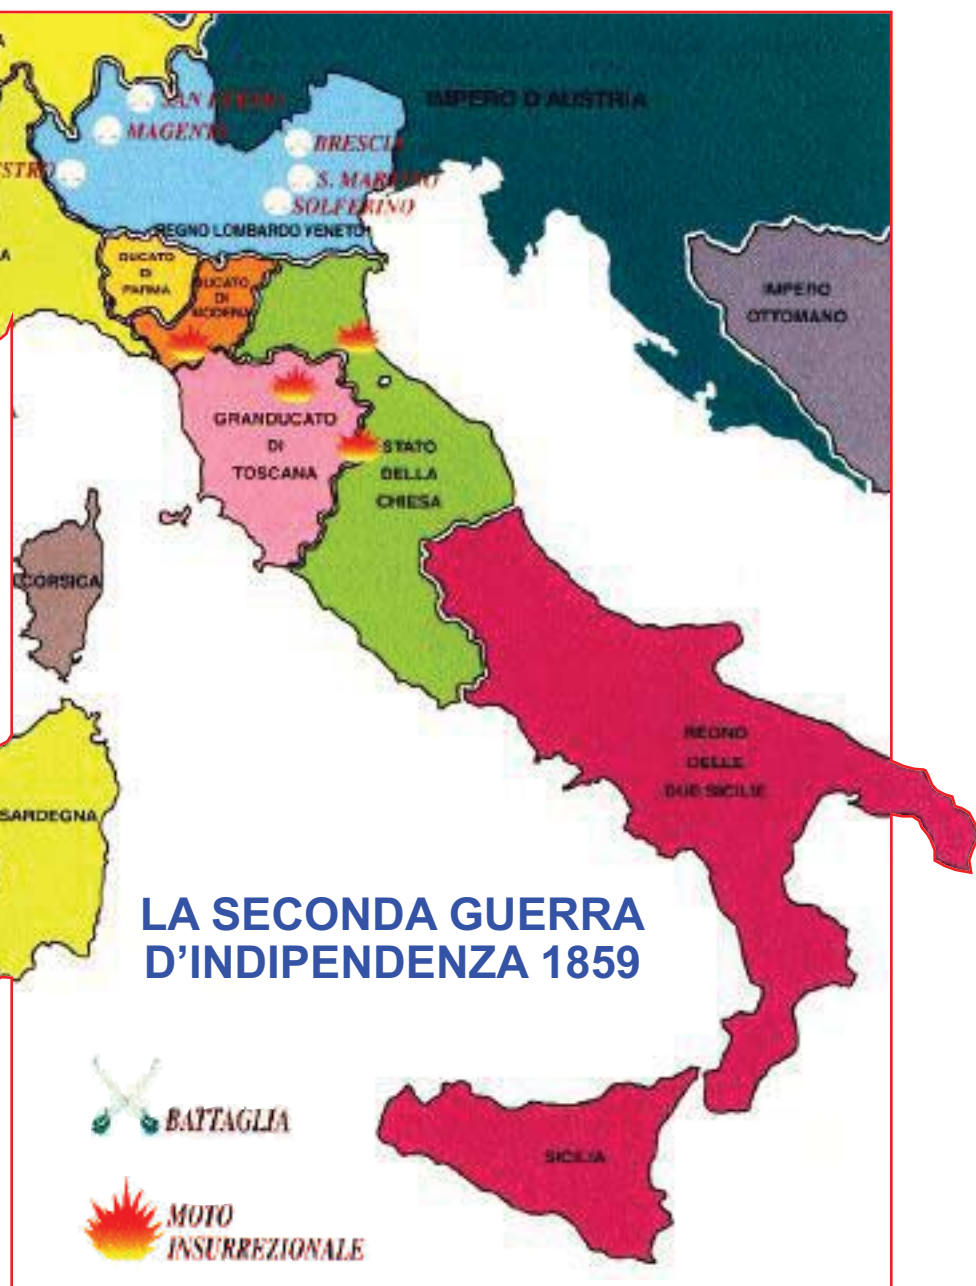 A
IMPERO D'AUSTRIA
SAN FERMO
MAGENTA
BRESCIA
ESTRO
S. MARTINO
SOLFERINO
REGNO LOMBARDO VENETO
A
DUCATO
DI
PARMA
DUCATO
DI
MODENA
IMPERO
OTTOMANO
GRANDUCATO
DI
TOSCANA
STATO
DELLA
CHIESA
CORSICA
REGNO
DELLE
DUE SICILIE
SARDEGNA
LA SECONDA GUERRA
D’INDIPENDENZA 1859
BATTAGLIA
SICILIA
MOTO
INSURREZIONALE